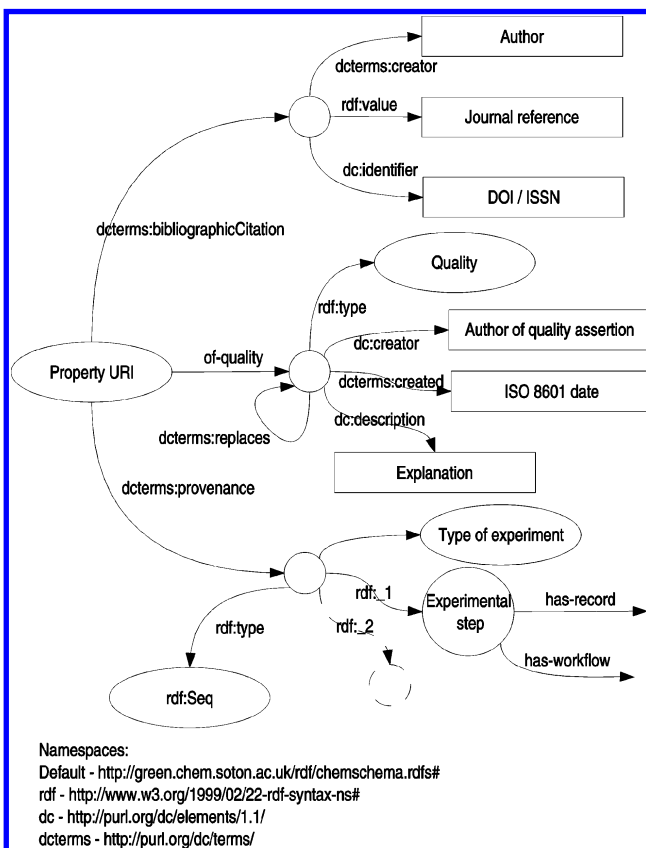 Author
dcterms:creator
rdf:value
Journal reference
dc:identifier
DOI / ISSN
dcterms:bibliographicCitation
Quality
rdf:type
dc:creator
Author of quality assertion
of-quality
Property URI
dcterms:created
ISO 8601 date
dc:description
dcterms:replaces
Explanation
dcterms:provenance
Type of experiment
rdf:_1
Experimental
step
has-record
rdf:_2
rdf:type
has-workflow
rdf:Seq
Namespaces:
Default - http://green.chem.soton.ac.uk/rdf/chemschema.rdfs#
rdf - http://www.w3.org/1999/02/22-rdf-syntax-ns#
dc - http://purl.org/dc/elements/1.1/
dcterms - http://purl.org/dc/terms/